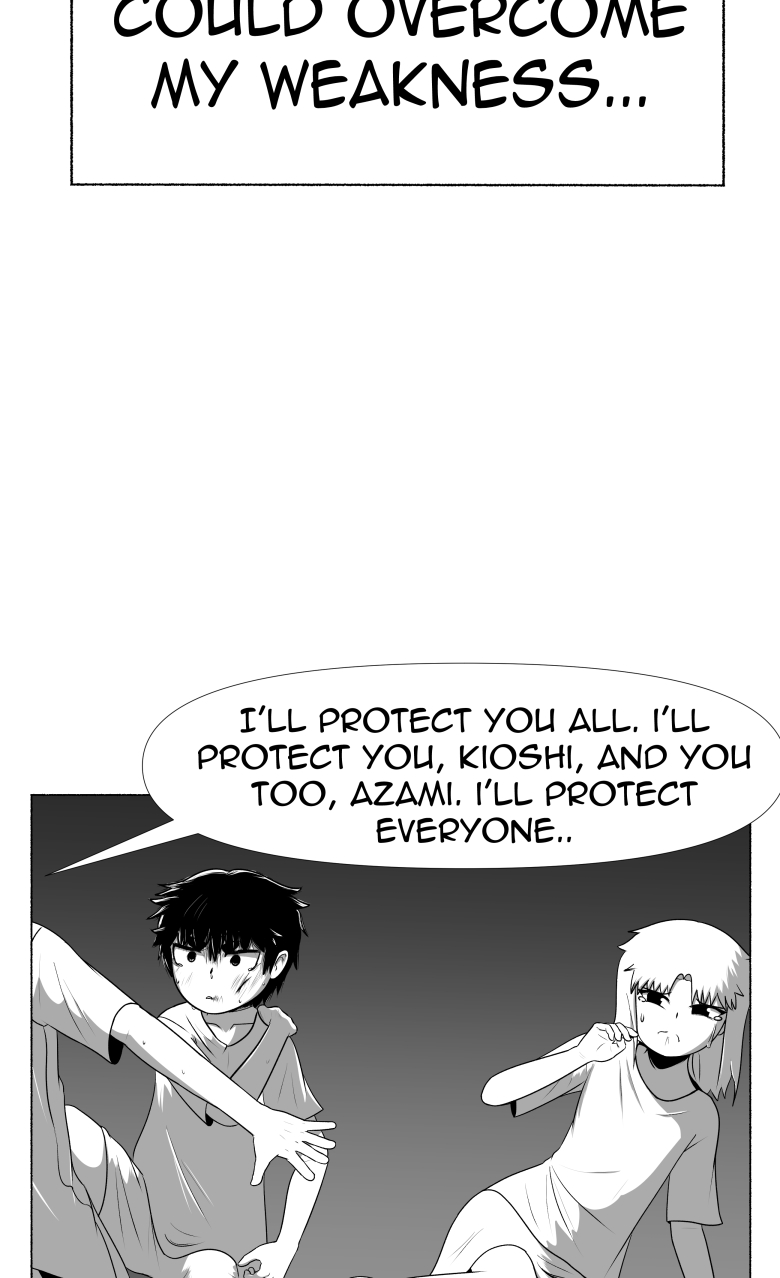 COULD OVERCOME
MY WEAKNESS...
I'LL PROTECT YOU ALL. I'LL
PROTECT YOU, KIOSHI, AND YOU
TOO, AZAMI. I'LL PROTECT
EVERYONE..